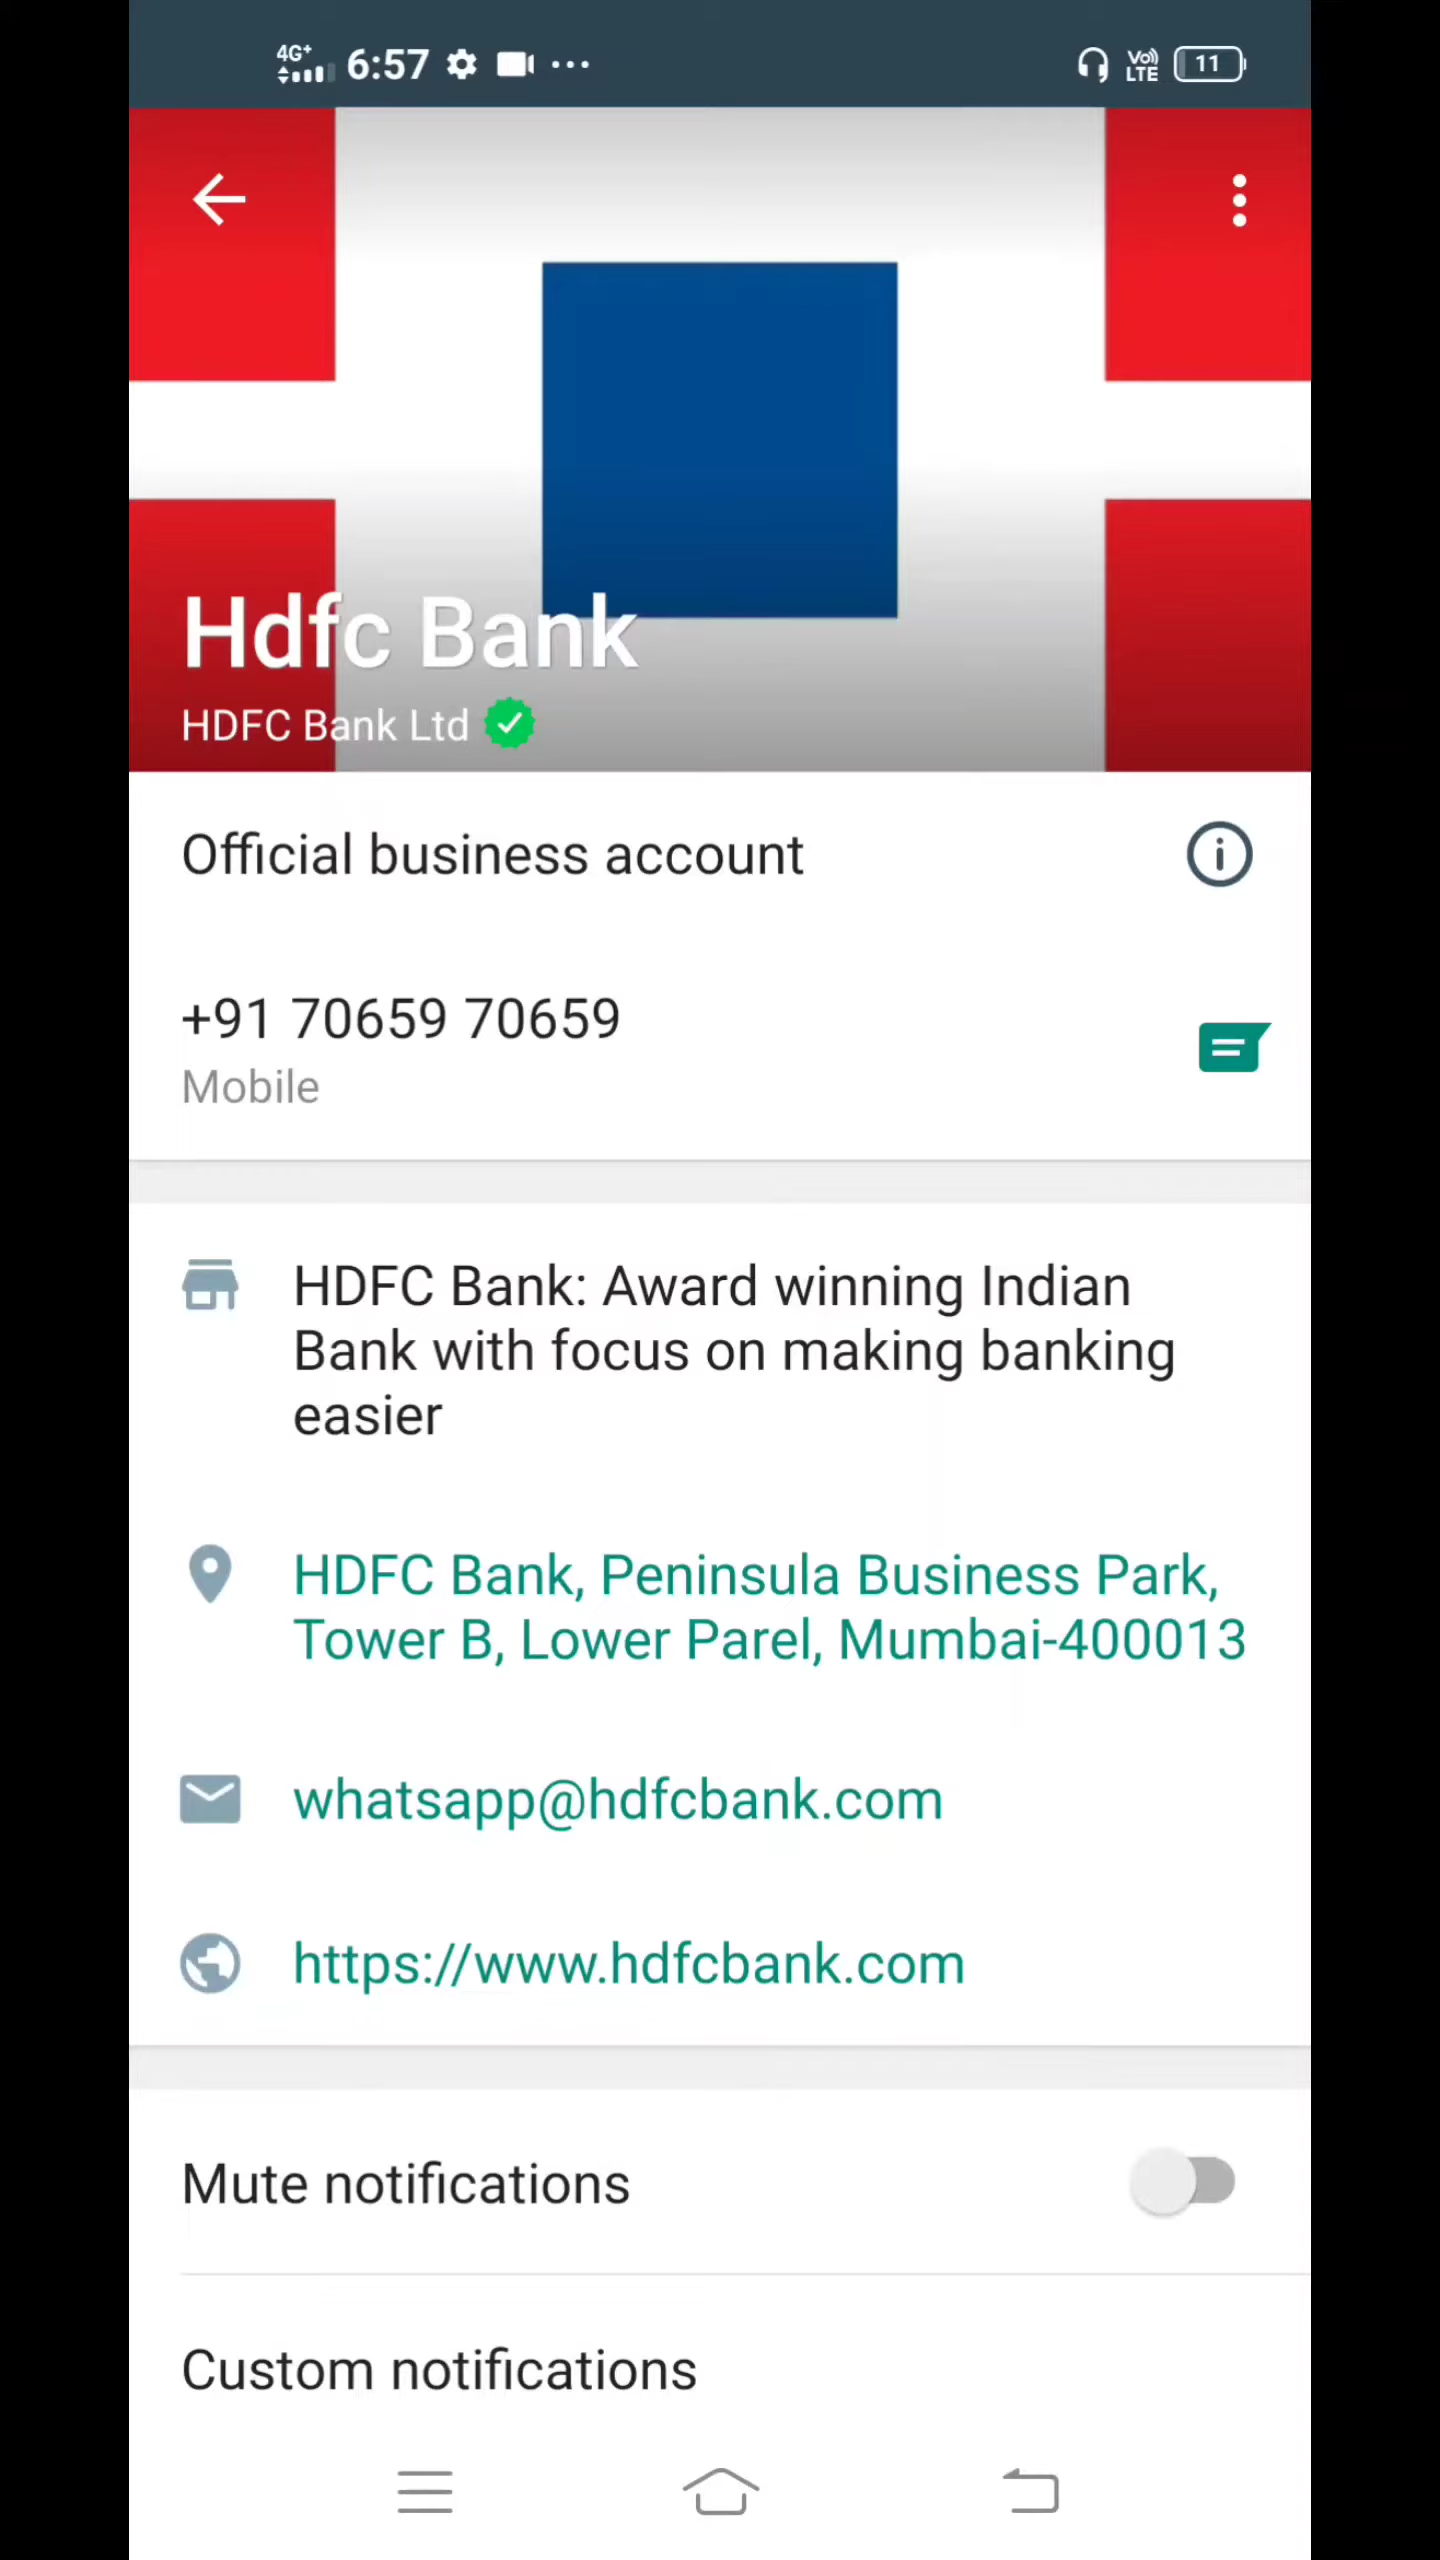 4G+ 6:57 Vo)) LTE 11
Hdfc Bank
HDFC Bank Ltd
Official business account
+91 70659 70659
Mobile
HDFC Bank: Award winning Indian
Bank with focus on making banking
easier
HDFC Bank, Peninsula Business Park,
Tower B, Lower Parel, Mumbai-400013
whatsapp@hdfcbank.com
https://www.hdfcbank.com
Mute notifications
Custom notifications